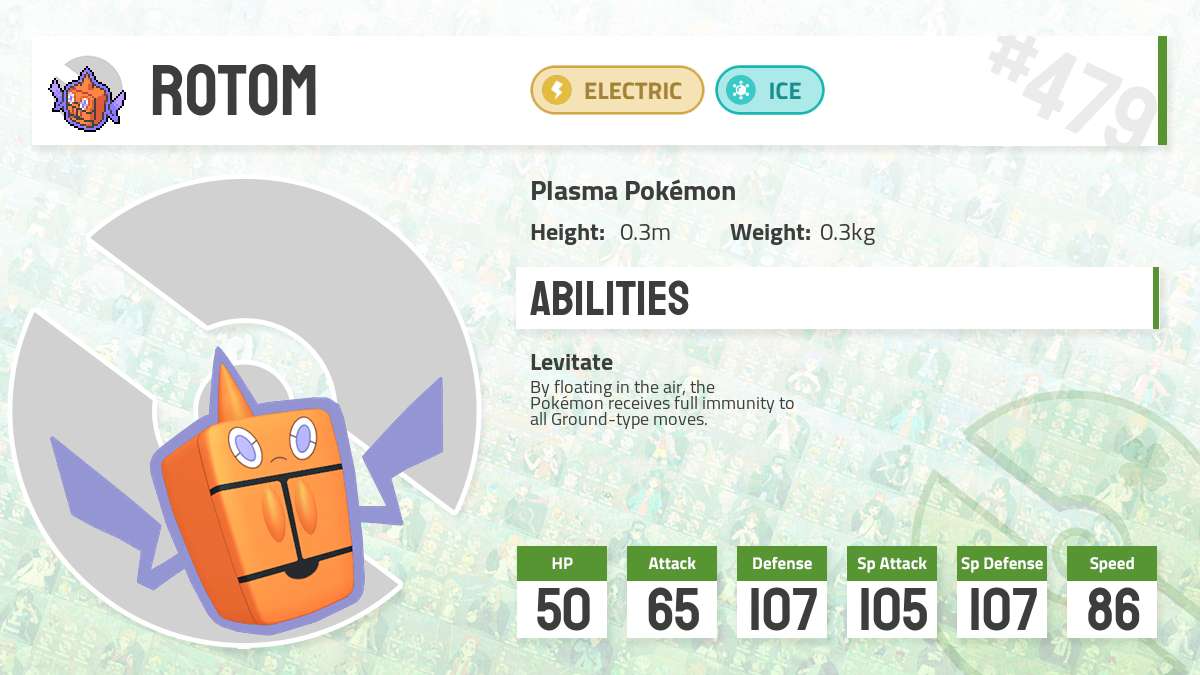 ROTOM
ELECTRIC
ICE
#479
Plasma Pokémon
Height: 0.3m Weight: 0.3kg
ABILITIES
Levitate
By floating in the air, the
Pokémon receives full immunity to
all Ground-type moves.
HP Attack Defense Sp Attack Sp Defense Speed
50 65 107 105 107 86